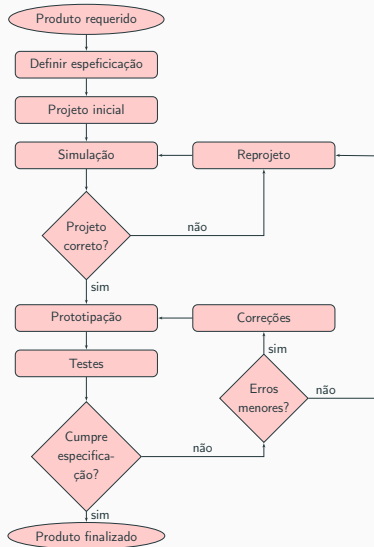 Produto requerido
Definir espeficicação
Projeto inicial
Simulação
Reprojeto
Projeto
correto?
não
sim
Prototipação
Correções
sim
Testes
Erros
menores?
não
Cumpre
especifica-
ção?
não
sim
Produto finalizado